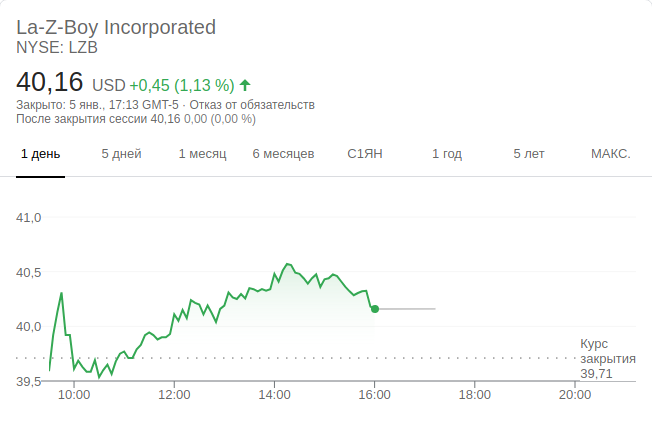 La-Z-Boy Incorporated
NYSE: LZB
40,16 USD +0,45 (1,13 %)
Закрыто: 5 янв., 17:13 GMT-5 · Отказ от обязательств
После закрытия сессии 40,16 0,00 (0,00 %)
1 день 5 дней 1 месяц 6 месяцев С1ЯН 1 год 5 лет МАКС.
41,0
40,5
40,0
Курс
закрытия
39,71
39,5
10:00 12:00 14:00 16:00 18:00 20:00